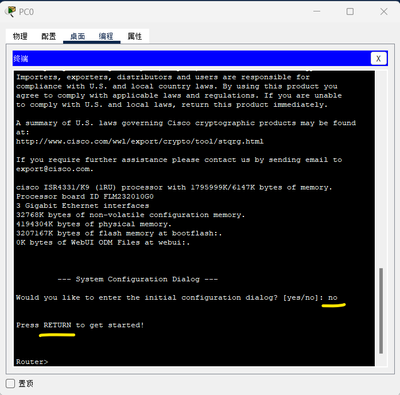 PC0
物理 配置 桌面 编程 属性
终端
X
Importers, exporters, distributors and users are responsible for
compliance with U.S. and local country laws. By using this product you
agree to comply with applicable laws and regulations. If you are unable
to comply with U.S. and local laws, return this product immediately.
A summary of U.S. laws governing Cisco cryptographic products may be found
at:
http://www.cisco.com/wwl/export/crypto/tool/stqrg.html
If you require further assistance please contact us by sending email to
export@cisco.com.
cisco ISR4331/K9 (1RU) processor with 1795999K/6147K bytes of memory.
Processor board ID FLM232010G0
3 Gigabit Ethernet interfaces
32768K bytes of non-volatile configuration memory.
4194304K bytes of physical memory.
3207167K bytes of flash memory at bootflash:.
0K bytes of WebUI ODM Files at webui:.
--- System Configuration Dialog ---
Would you like to enter the initial configuration dialog? [yes/no]: no
Press RETURN to get started!
Router>
置顶